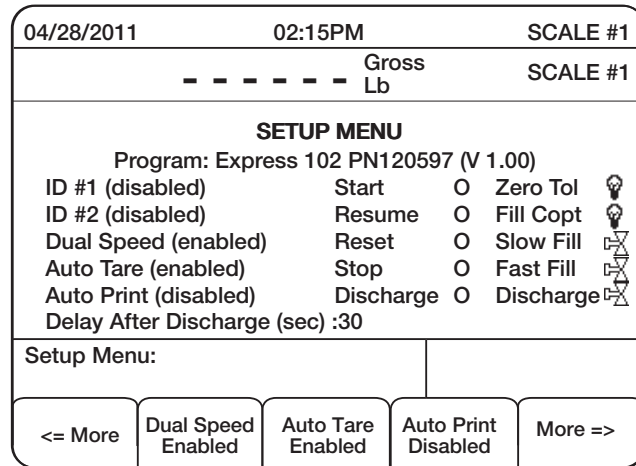 04/28/2011 02:15PM SCALE #1
- - - - - - Gross Lb SCALE #1
SETUP MENU
Program: Express 102 PN120597 (V 1.00)
ID #1 (disabled) Start O Zero Tol
ID #2 (disabled) Resume O Fill Copt
Dual Speed (enabled) Reset O Slow Fill
Auto Tare (enabled) Stop O Fast Fill
Auto Print (disabled) Discharge O Discharge
Delay After Discharge (sec) :30
Setup Menu:
<= More Dual Speed Enabled Auto Tare Enabled Auto Print Disabled More =>